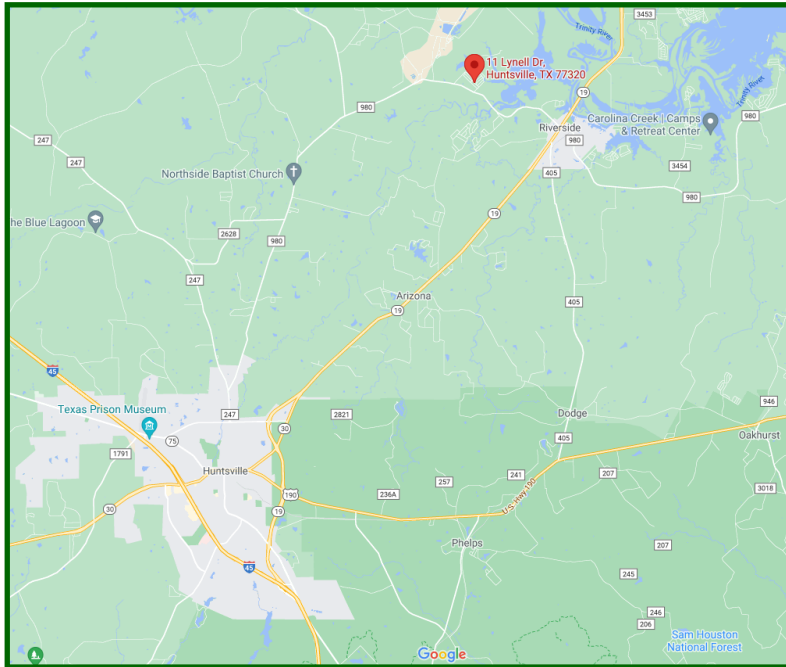 3453
Trinity River
11 Lynell Dr,
Huntsville, TX 77320
19
Trinity River
980
Carolina Creek | Camps
& Retreat Center
980
Riverside
980
247
247
405
3454
Northside Baptist Church
980
19
he Blue Lagoon
2628
980
247
Arizona
405
19
45
Texas Prison Museum
247
2821
Dodge
946
30
75
405
Oakhurst
1791
Huntsville
241
207
257
236A
3018
190
30
U.S. Hwy 190
19
Phelps
207
45
245
246
206
Sam Houston
National Forest
Google